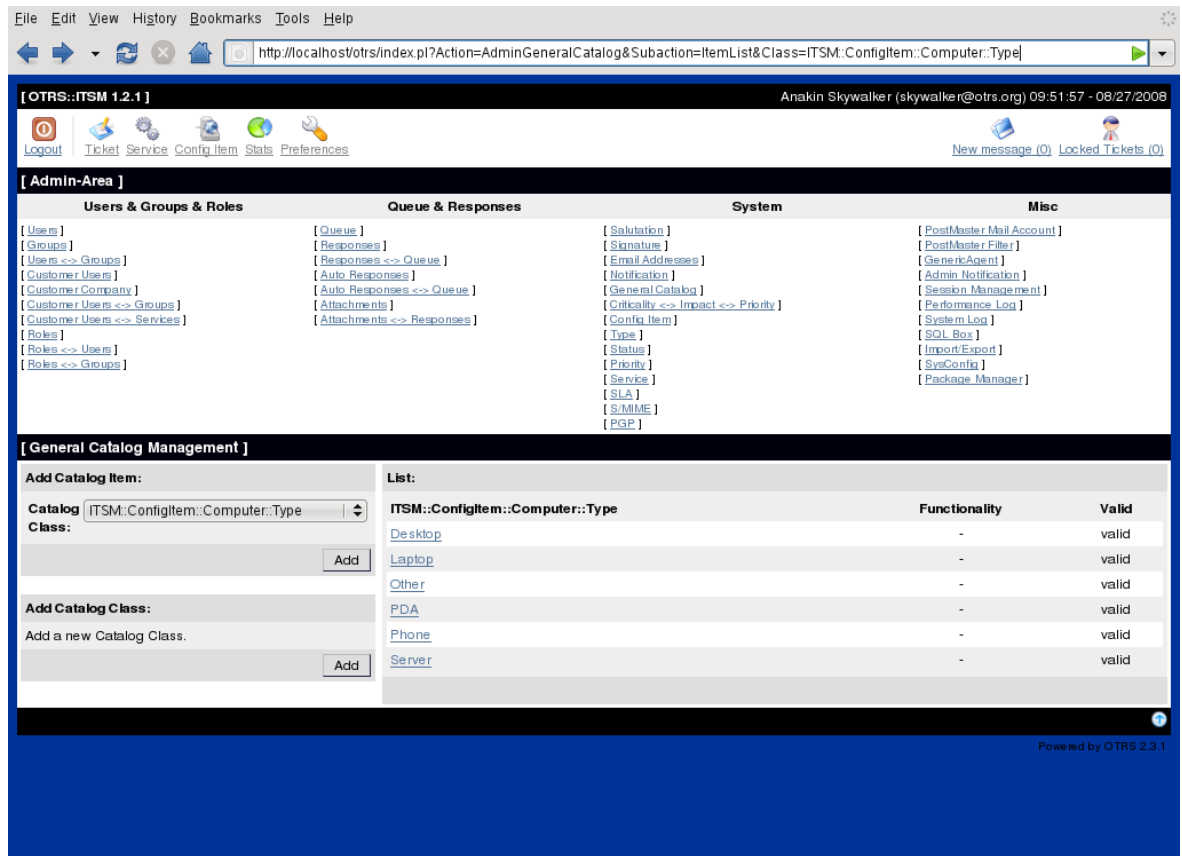 File Edit View History Bookmarks Tools Help
http://localhost/otrs/index.pl?Action=AdminGeneralCatalog&Subaction=ItemList&Class=ITSM::ConfigItem::Computer::Type
[ OTRS::ITSM 1.2.1 ] Anakin Skywalker (skywalker@otrs.org) 09:51:57 - 08/27/2008
Logout Ticket Service Config Item Stats Preferences New message (0) Locked Tickets (0)
[ Admin-Area ]
Users & Groups & Roles Queue & Responses System Misc
[ Users ] [ Queue ] [ Salutation ] [ PostMaster Mail Account ]
[ Groups ] [ Responses ] [ Signature ] [ PostMaster Filter ]
[ Users <-> Groups ] [ Responses <-> Queue ] [ Email Addresses ] [ GenericAgent ]
[ Customer Users ] [ Auto Responses ] [ Notification ] [ Admin Notification ]
[ Customer Company ] [ Auto Responses <-> Queue ] [ General Catalog ] [ Session Management ]
[ Customer Users <-> Groups ] [ Attachments ] [ Criticality <-> Impact <-> Priority ] [ Performance Log ]
[ Customer Users <-> Services ] [ Attachments <-> Responses ] [ Config Item ] [ System Log ]
[ Roles ] [ Type ] [ SQL Box ]
[ Roles <-> Users ] [ Status ] [ Import/Export ]
[ Roles <-> Groups ] [ Priority ] [ SysConfig ]
[ Service ] [ Package Manager ]
[ SLA ]
[ S/MIME ]
[ PGP ]
[ General Catalog Management ]
Add Catalog Item: List:
Catalog Class: ITSM::ConfigItem::Computer::Type ITSM::ConfigItem::Computer::Type Functionality Valid
Desktop - valid
Add Laptop - valid
Other - valid
Add Catalog Class: PDA - valid
Add a new Catalog Class. Phone - valid
Add Server - valid
Powered by OTRS 2.3.1